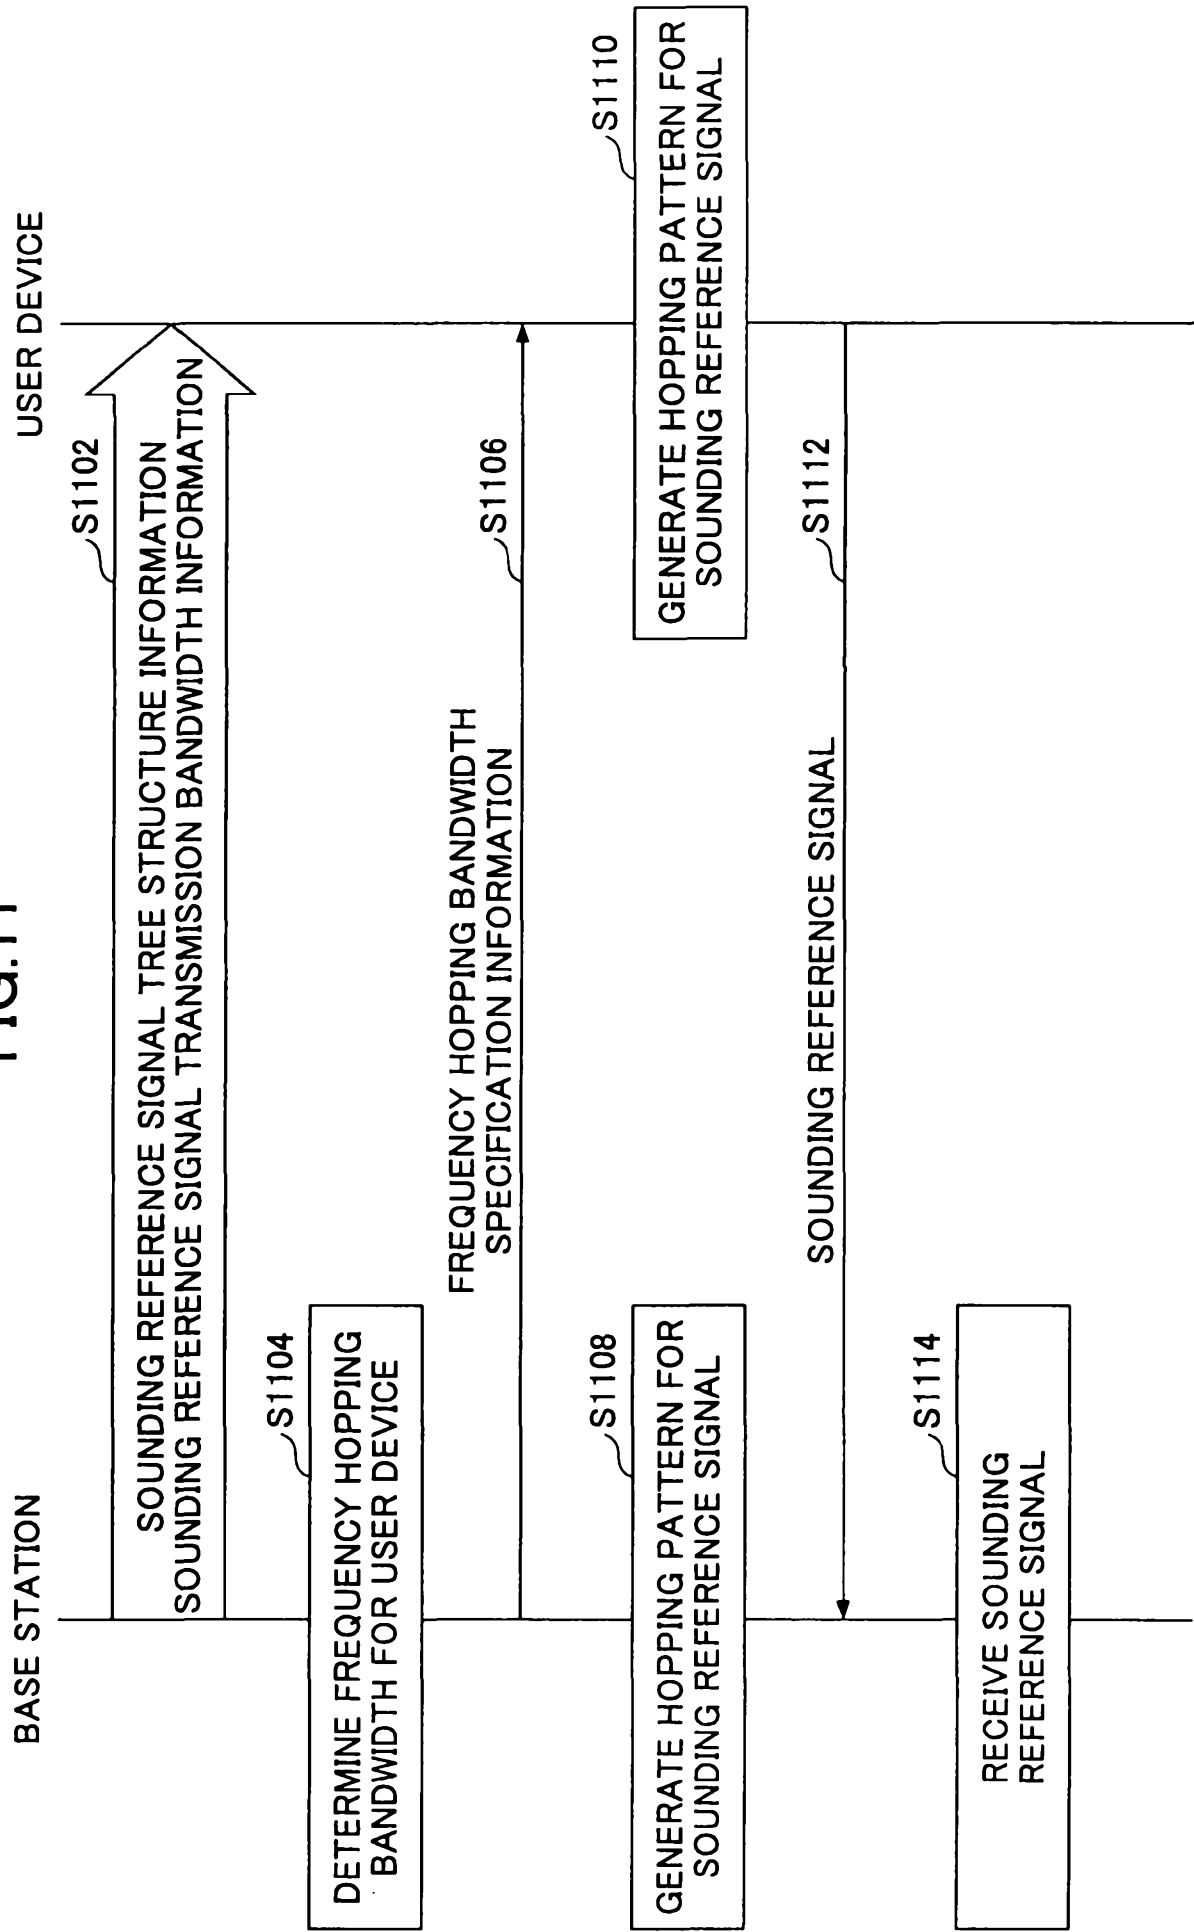 FIG.11
BASE STATION
USER DEVICE
S1102
SOUNDING REFERENCE SIGNAL TREE STRUCTURE INFORMATION
SOUNDING REFERENCE SIGNAL TRANSMISSION BANDWIDTH INFORMATION
S1104
DETERMINE FREQUENCY HOPPING
BANDWIDTH FOR USER DEVICE
FREQUENCY HOPPING BANDWIDTH
SPECIFICATION INFORMATION
S1106
S1108
GENERATE HOPPING PATTERN FOR
SOUNDING REFERENCE SIGNAL
S1110
GENERATE HOPPING PATTERN FOR
SOUNDING REFERENCE SIGNAL
SOUNDING REFERENCE SIGNAL
S1112
S1114
RECEIVE SOUNDING
REFERENCE SIGNAL